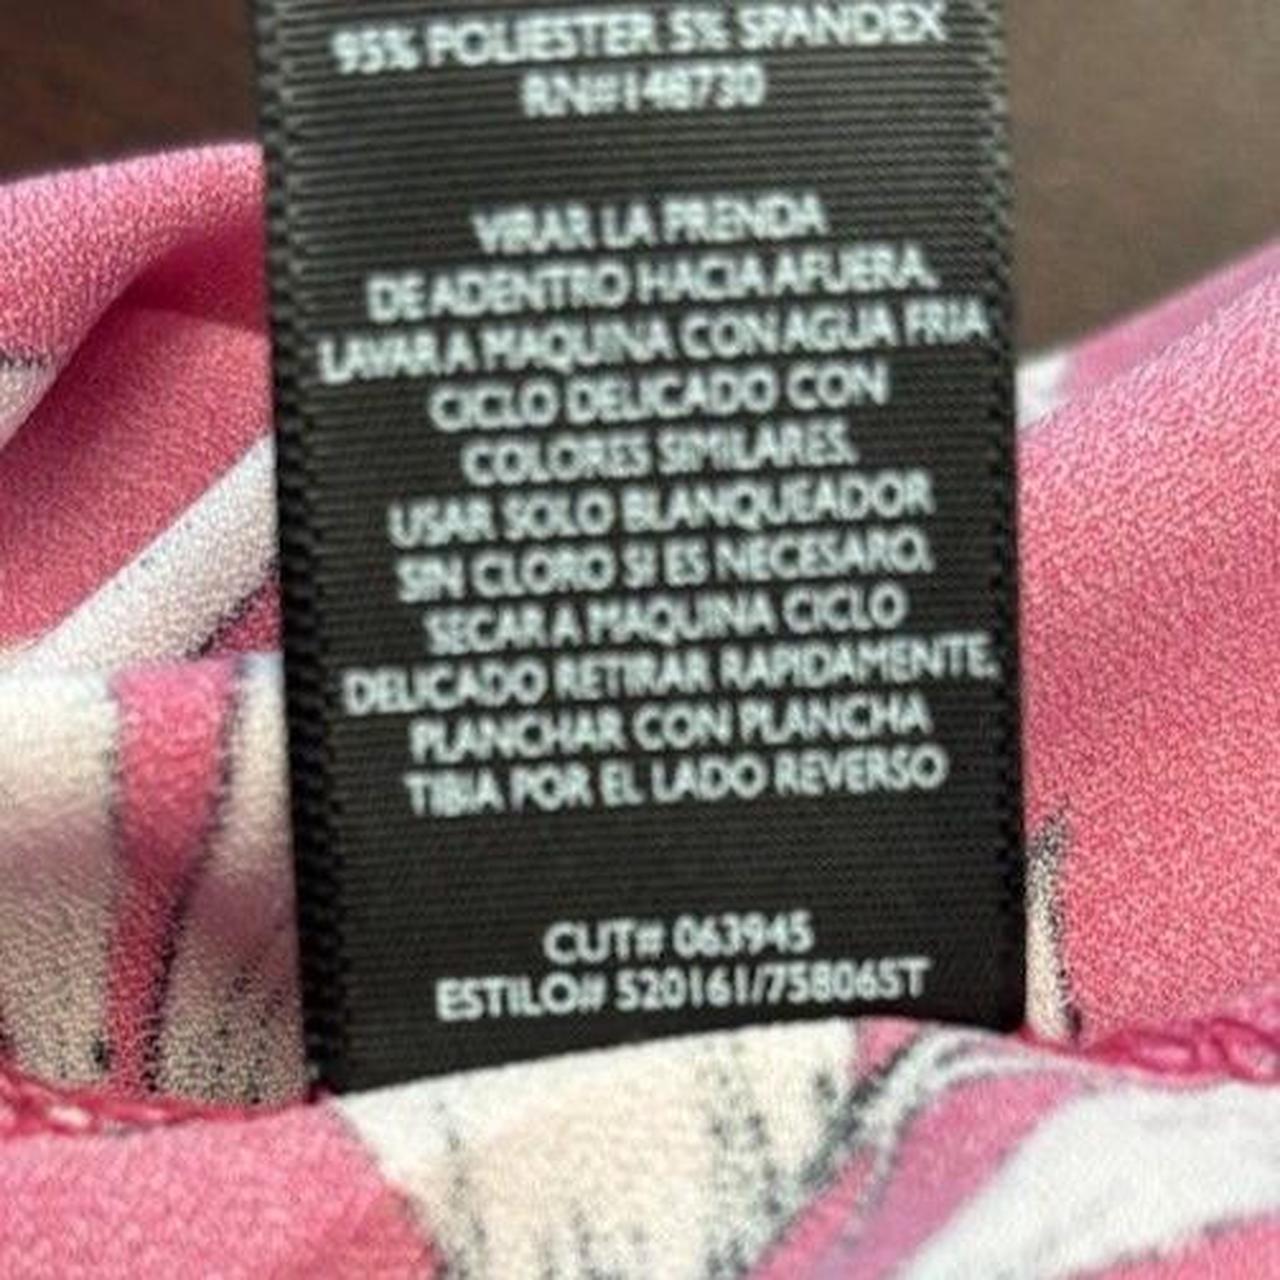 95% POLIESTER 5% SPANDEX
RN#148730
VIRAR LA PRENDA
DE ADENTRO HACIA AFUERA.
LAVAR A MAQUINA CON AGUA FRIA
CICLO DELICADO CON
COLORES SIMILARES.
USAR SOLO BLANQUEADOR
SIN CLORO SI ES NECESARO.
SECAR A MAQUINA CICLO
DELICADO RETIRAR RAPIDAMENTE.
PLANCHAR CON PLANCHA
TIBIA POR EL LADO REVERSO
CUT# 063945
ESTILO# S20161/75806ST